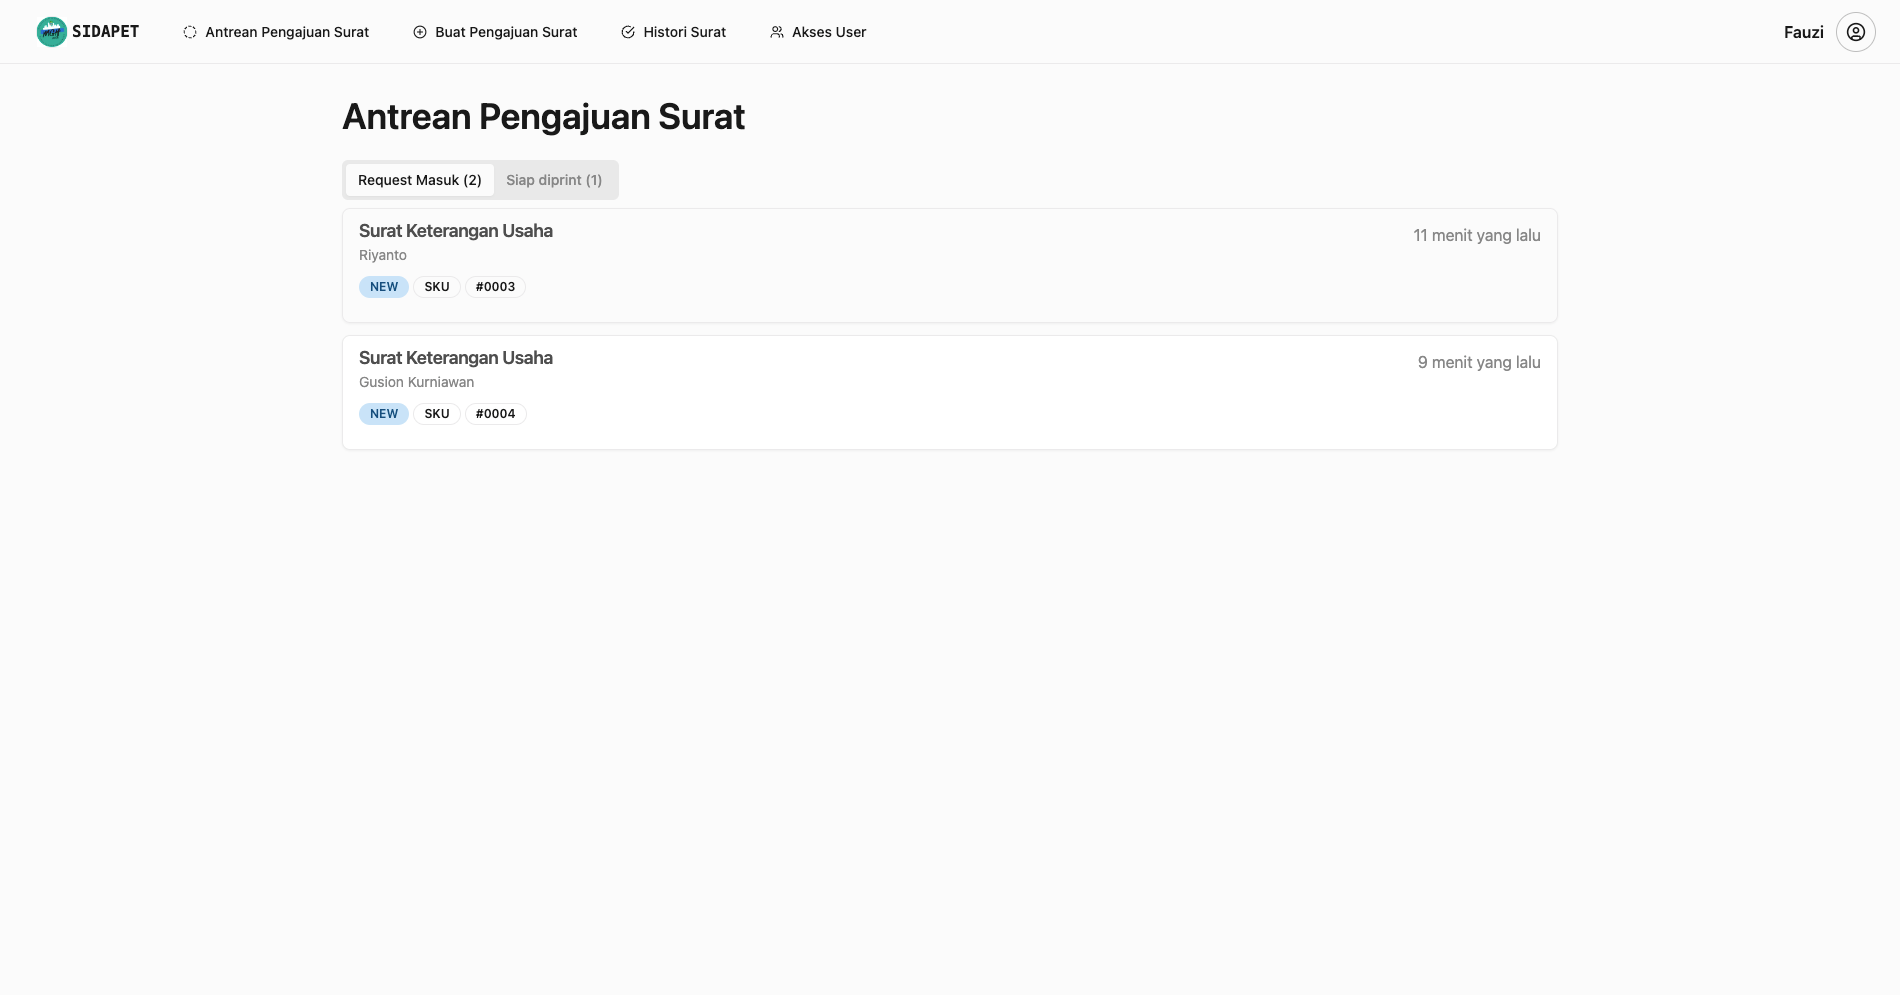 SIDAPET
Antrean Pengajuan Surat
Buat Pengajuan Surat
Histori Surat
Akses User
Fauzi
Antrean Pengajuan Surat
Request Masuk (2)
Siap diprint (1)
Surat Keterangan Usaha
11 menit yang lalu
Riyanto
NEW
SKU
#0003
Surat Keterangan Usaha
9 menit yang lalu
Gusion Kurniawan
NEW
SKU
#0004